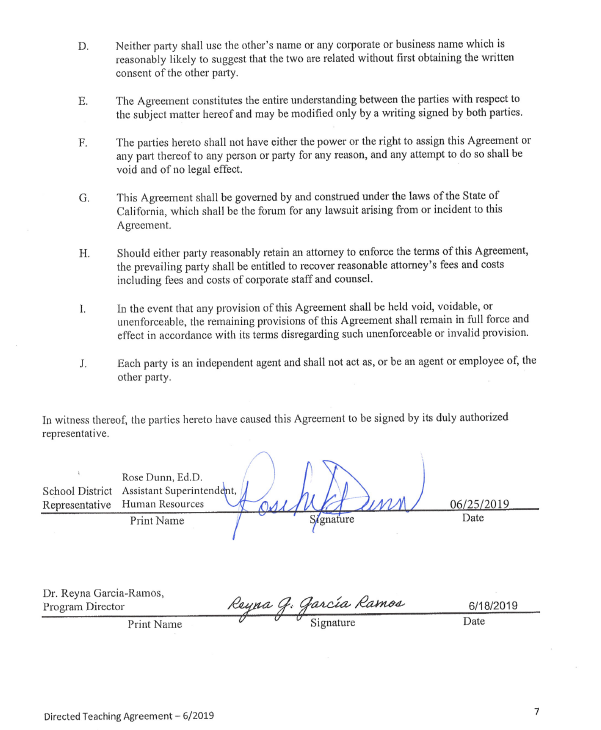 D. Neither party shall use the other's name or any corporate or business name which is
reasonably likely to suggest that the two are related without first obtaining the written
consent of the other party.
E. The Agreement constitutes the entire understanding between the parties with respect to
the subject matter hereof and may be modified only by a writing signed by both parties.
F. The parties hereto shall not have either the power or the right to assign this Agreement or
any part thereof to any person or party for any reason, and any attempt to do so shall be
void and of no legal effect.
G. This Agreement shall be governed by and construed under the laws of the State of
California, which shall be the forum for any lawsuit arising from or incident to this
Agreement.
H. Should either party reasonably retain an attorney to enforce the terms of this Agreement,
the prevailing party shall be entitled to recover reasonable attorney's fees and costs
including fees and costs of corporate staff and counsel.
I. In the event that any provision of this Agreement shall be held void, voidable, or
unenforceable, the remaining provisions of this Agreement shall remain in full force and
effect in accordance with its terms disregarding such unenforceable or invalid provision.
J. Each party is an independent agent and shall not act as, or be an agent or employee of, the
other party.
In witness thereof, the parties hereto have caused this Agreement to be signed by its duly authorized
representative.
Rose Dunn, Ed.D.
School District Assistant Superintendent,
Representative Human Resources 06/25/2019
Print Name Signature Date
Dr. Reyna Garcia-Ramos,
Program Director Reyna G. García Ramos 6/18/2019
Print Name Signature Date
Directed Teaching Agreement – 6/2019 7